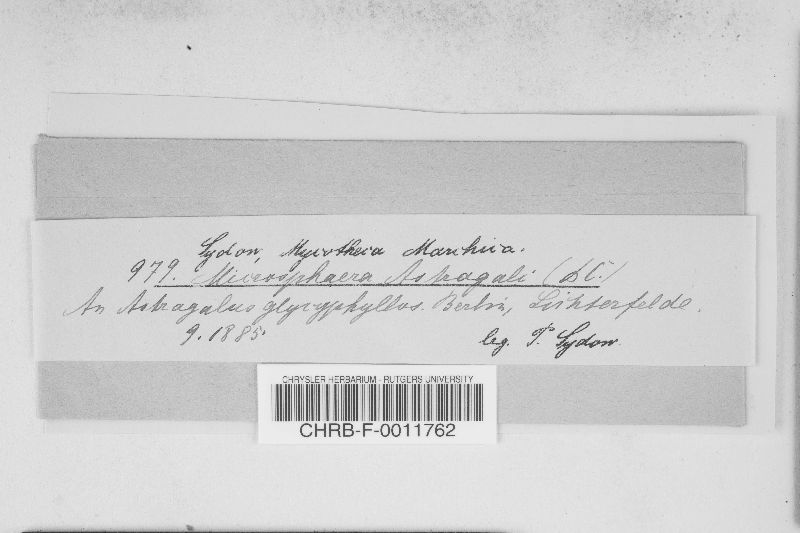 Sydow, Mycotheca Marchica.
979. Microsphaera Astragali (DC.)
An Astragalus glycyphyllos. Berlin, Lichterfelde.
9. 1885.
leg. P. Sydow.
CHRYSLER HERBARIUM - RUTGERS UNIVERSITY
CHRB-F-0011762